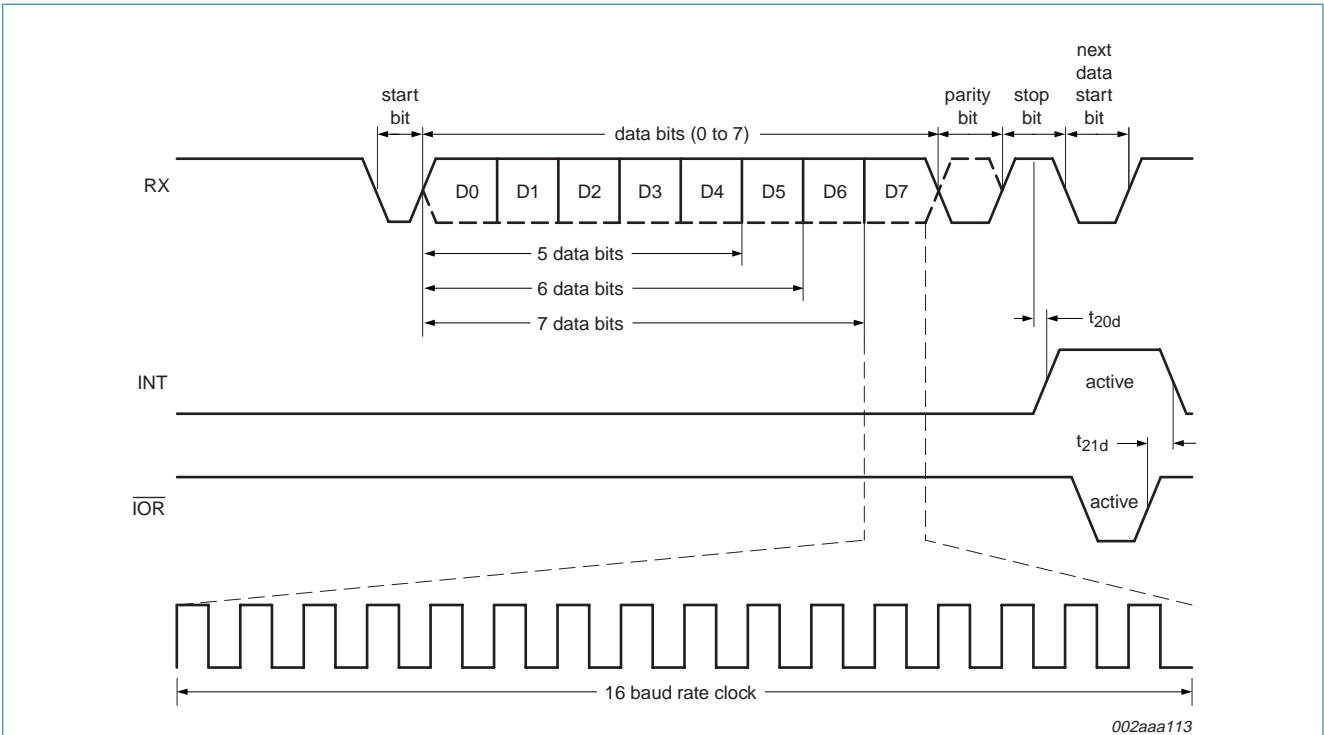 next
data
start
bit
start
bit
parity
bit
stop
bit
data bits (0 to 7)
RX
D0 D1 D2 D3 D4 D5 D6 D7
5 data bits
6 data bits
7 data bits
t20d
INT
active
t21d
IOR
active
16 baud rate clock
002aaa113